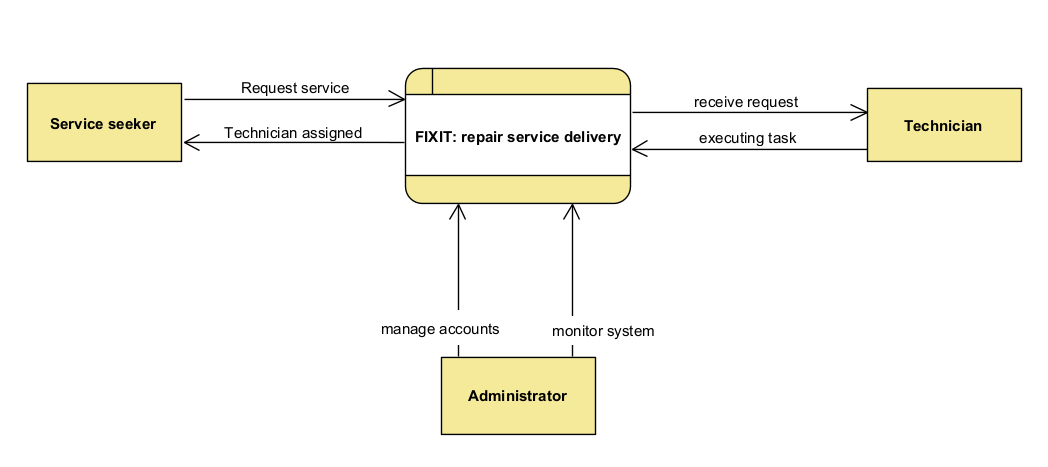 Request service
Service seeker
Technician assigned
FIXIT: repair service delivery
receive request
executing task
Technician
manage accounts
monitor system
Administrator